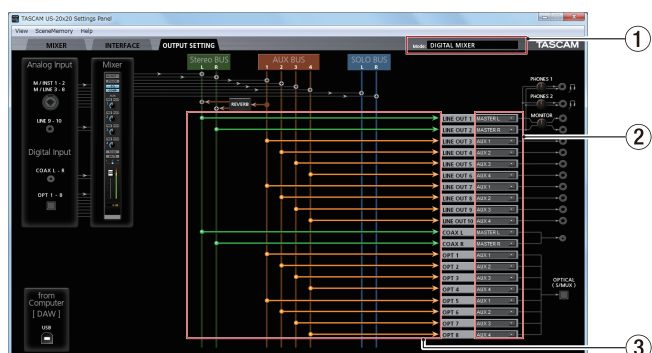 TASCAM US-20x20 Settings Panel
View SceneMemory Help
MIXER INTERFACE OUTPUT SETTING
Mode: DIGITAL MIXER
TASCAM
1
Analog Input
M / INST 1 - 2
M / LINE 3 - 8
LINE 9 - 10
Digital Input
COAX L - R
OPT 1 - 8
from
Computer
[ DAW ]
USB
Mixer
Stereo BUS
L R
AUX BUS
1 2 3 4
SOLO BUS
L R
REVERB
PHONES 1
PHONES 2
MONITOR
LINE OUT 1 MASTER L
LINE OUT 2 MASTER R
2
LINE OUT 3 AUX 1
LINE OUT 4 AUX 2
LINE OUT 5 AUX 3
LINE OUT 6 AUX 4
LINE OUT 7 AUX 1
LINE OUT 8 AUX 2
LINE OUT 9 AUX 3
LINE OUT 10 AUX 4
COAX L MASTER L
COAX R MASTER R
OPT 1 AUX 1
OPT 2 AUX 2
OPT 3 AUX 3
OPT 4 AUX 4
OPT 5 AUX 1
OPT 6 AUX 2
OPT 7 AUX 3
OPT 8 AUX 4
OPTICAL
( S/MUX )
3